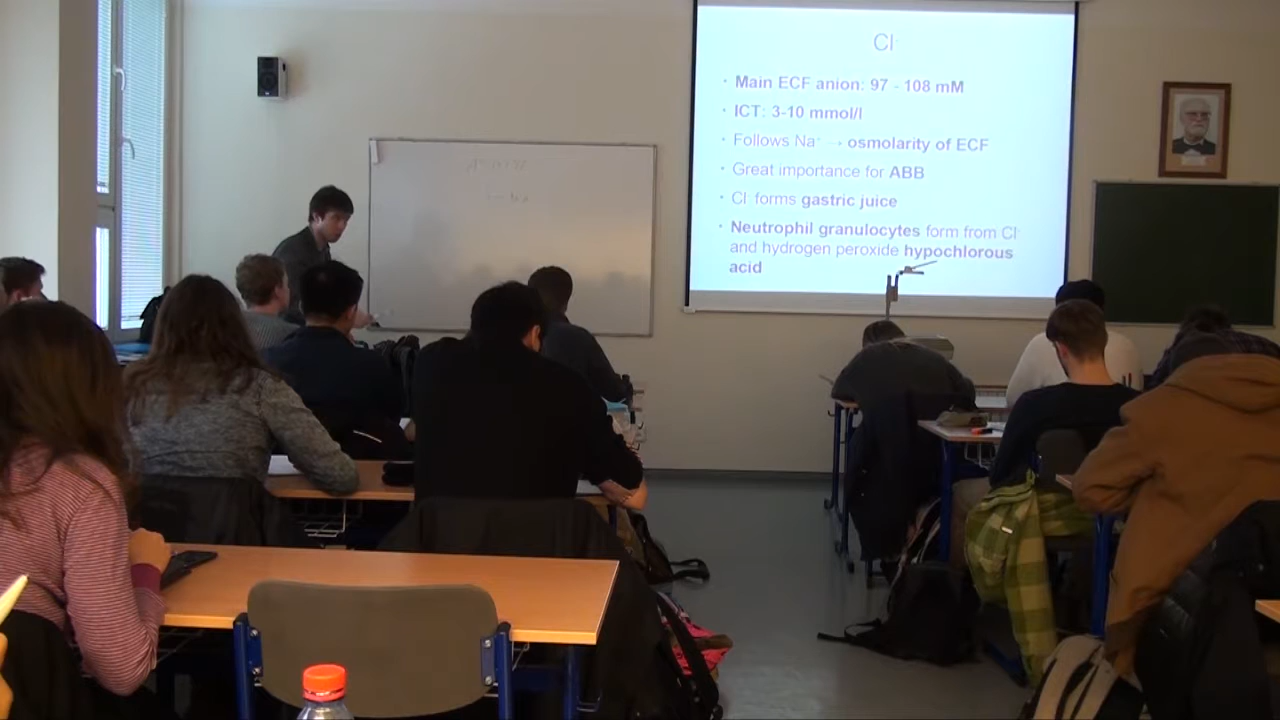 Cl-
• Main ECF anion: 97 - 108 mM
• ICT: 3-10 mmol/l
• Follows Na+ → osmolarity of ECF
• Great importance for ABB
• Cl- forms gastric juice
• Neutrophil granulocytes form from Cl-
and hydrogen peroxide hypochlorous
acid